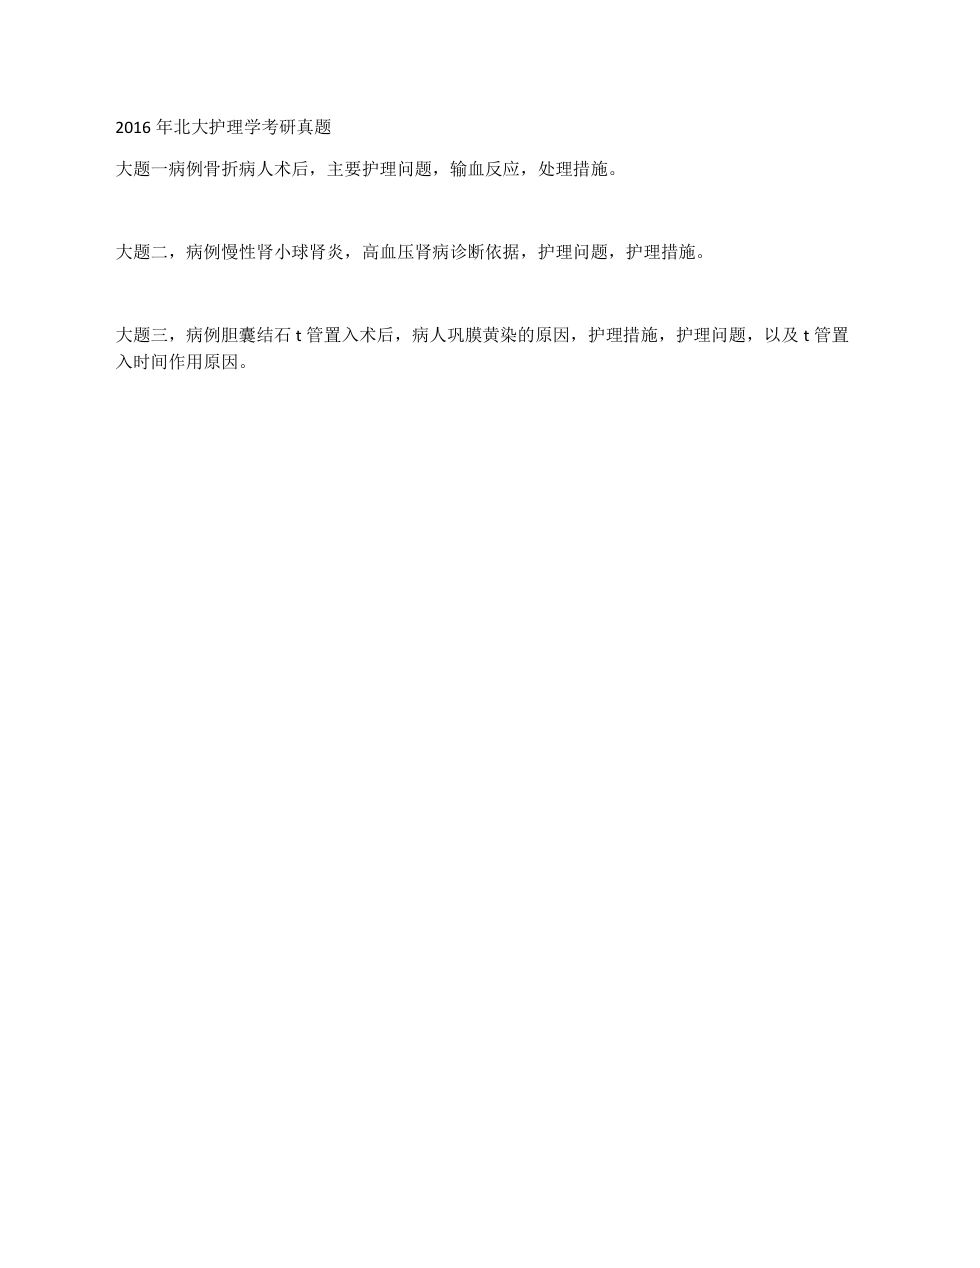 2016 年北大护理学考研真题
大题一病例骨折病人术后，主要护理问题，输血反应，处理措施。
大题二，病例慢性肾小球肾炎，高血压肾病诊断依据，护理问题，护理措施。
大题三，病例胆囊结石 t 管置入术后，病人巩膜黄染的原因，护理措施，护理问题，以及 t 管置
入时间作用原因。